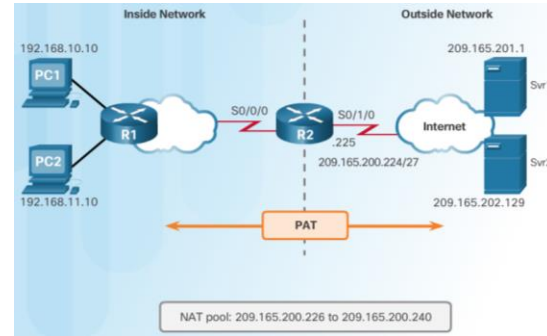 Inside Network
Outside Network
192.168.10.10
209.165.201.1
PC1
Svr
S0/0/0
S0/1/0
R1
R2
Internet
.225
209.165.200.224/27
PC2
192.168.11.10
209.165.202.129
PAT
NAT pool: 209.165.200.226 to 209.165.200.240